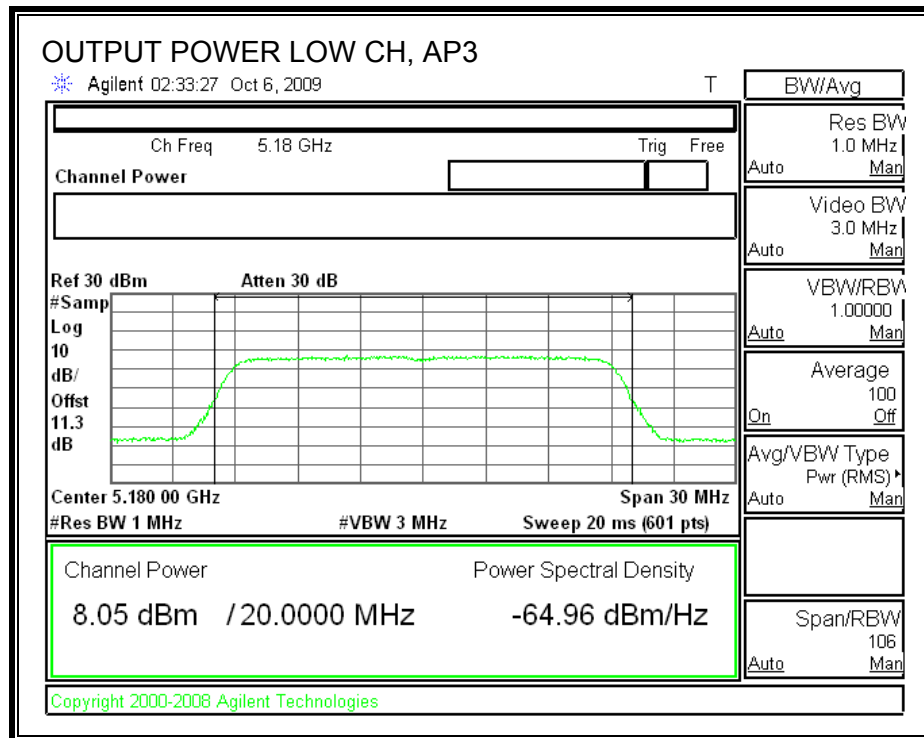 OUTPUT POWER LOW CH, AP3
Agilent 02:33:27 Oct 6, 2009 T
Ch Freq 5.18 GHz Trig Free
Channel Power
Ref 30 dBm Atten 30 dB
#Samp
Log
10
dB/
Offst
11.3
dB
Center 5.180 00 GHz Span 30 MHz
#Res BW 1 MHz #VBW 3 MHz Sweep 20 ms (601 pts)
Channel Power Power Spectral Density
8.05 dBm / 20.0000 MHz -64.96 dBm/Hz
Copyright 2000-2008 Agilent Technologies
BW/Avg
Res BW
1.0 MHz
Auto Man
Video BW
3.0 MHz
Auto Man
VBW/RBW
1.00000
Auto Man
Average
100
On Off
Avg/VBW Type
Pwr (RMS)
Auto Man
Span/RBW
106
Auto Man